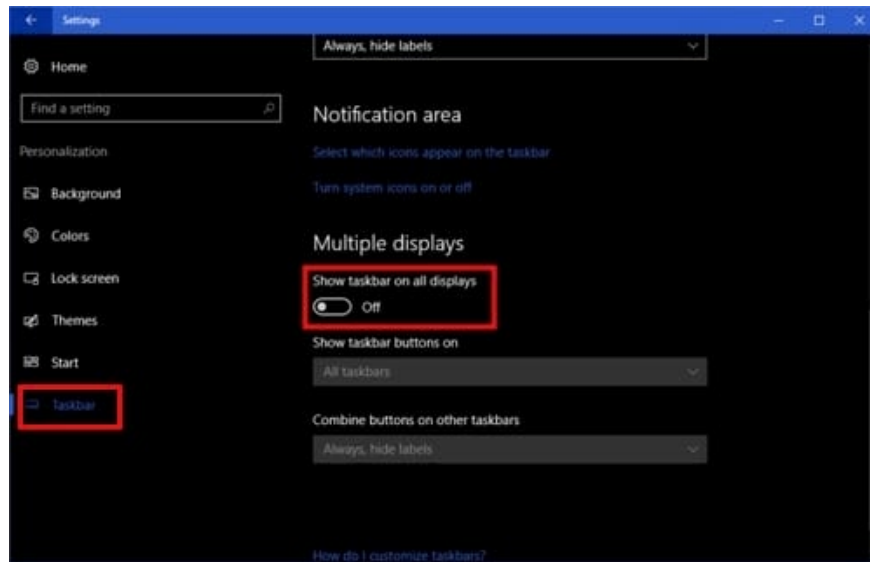 Settings
Home
Find a setting
Personalization
Background
Colors
Lock screen
Themes
Start
Taskbar
Always, hide labels
Notification area
Select which icons appear on the taskbar
Turn system icons on or off
Multiple displays
Show taskbar on all displays
Off
Show taskbar buttons on
All taskbars
Combine buttons on other taskbars
Always, hide labels
How do I customize taskbars?